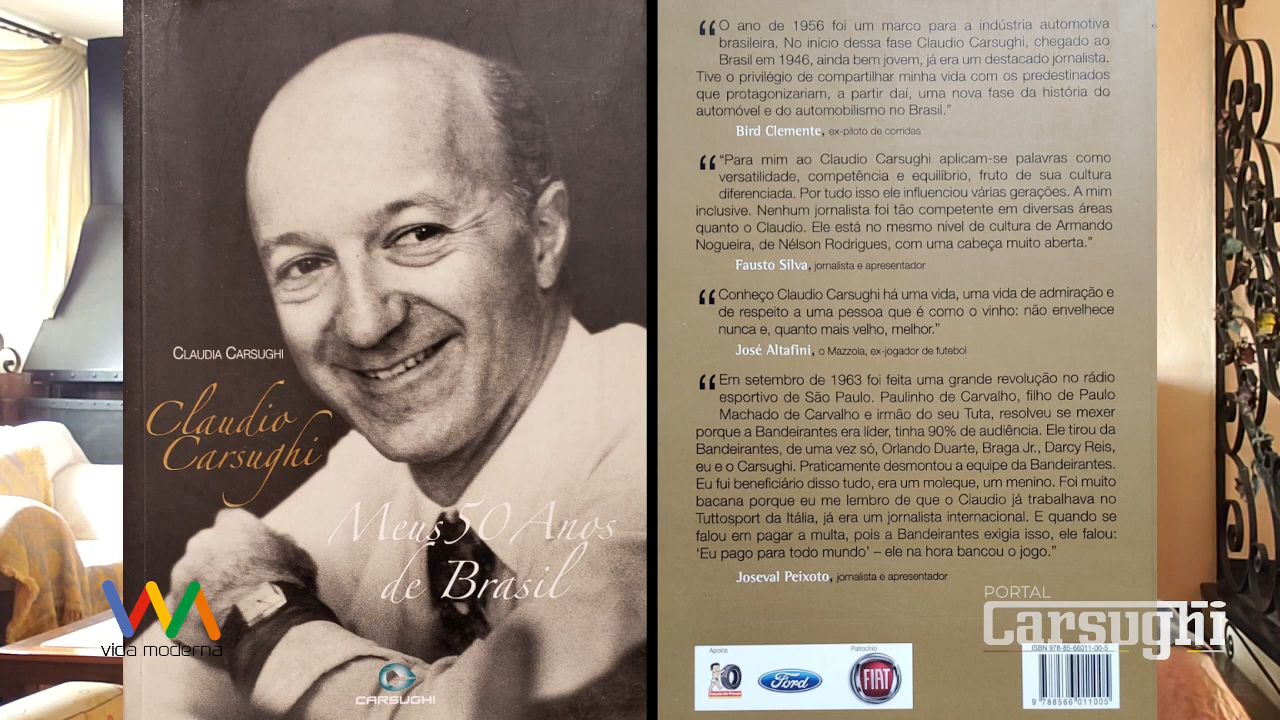 CLAUDIA CARSUGHI
Claudio
Carsughi
Meus 50 Anos
de Brasil
CARSUGHI
vida moderna
“O ano de 1956 foi um marco para a indústria automotiva
brasileira. No início dessa fase Claudio Carsughi, chegado ao
Brasil em 1946, ainda bem jovem, já era um destacado jornalista.
Tive o privilégio de compartilhar minha vida com os predestinados
que protagonizariam, a partir daí, uma nova fase da história do
automóvel e do automobilismo no Brasil.”
Bird Clemente, ex-piloto de corridas
“ “Para mim ao Claudio Carsughi aplicam-se palavras como
versatilidade, competência e equilíbrio, fruto de sua cultura
diferenciada. Por tudo isso ele influenciou várias gerações. A mim
inclusive. Nenhum jornalista foi tão competente em diversas áreas
quanto o Claudio. Ele está no mesmo nível de cultura de Armando
Nogueira, de Nélson Rodrigues, com uma cabeça muito aberta.”
Fausto Silva, jornalista e apresentador
“Conheço Claudio Carsughi há uma vida, uma vida de admiração e
de respeito a uma pessoa que é como o vinho: não envelhece
nunca e, quanto mais velho, melhor.”
José Altafini, o Mazzola, ex-jogador de futebol
“Em setembro de 1963 foi feita uma grande revolução no rádio
esportivo de São Paulo. Paulinho de Carvalho, filho de Paulo
Machado de Carvalho e irmão do seu Tuta, resolveu se mexer
porque a Bandeirantes era líder, tinha 90% de audiência. Ele tirou da
Bandeirantes, de uma vez só, Orlando Duarte, Braga Jr., Darcy Reis,
eu e o Carsughi. Praticamente desmontou a equipe da Bandeirantes.
Eu fui beneficiário disso tudo, era um moleque, um menino. Foi muito
bacana porque eu me lembro de que o Claudio já trabalhava no
Tuttosport da Itália, já era um jornalista internacional. E quando se
falou em pagar a multa, pois a Bandeirantes exigia isso, ele falou:
‘Eu pago para todo mundo’ – ele na hora bancou o jogo.”
Joseval Peixoto, jornalista e apresentador
PORTAL
Carsughi
Apoios
Patrocínio
Ford
FIAT
ISBN 978-85-66011-00-5
9 788566 011005